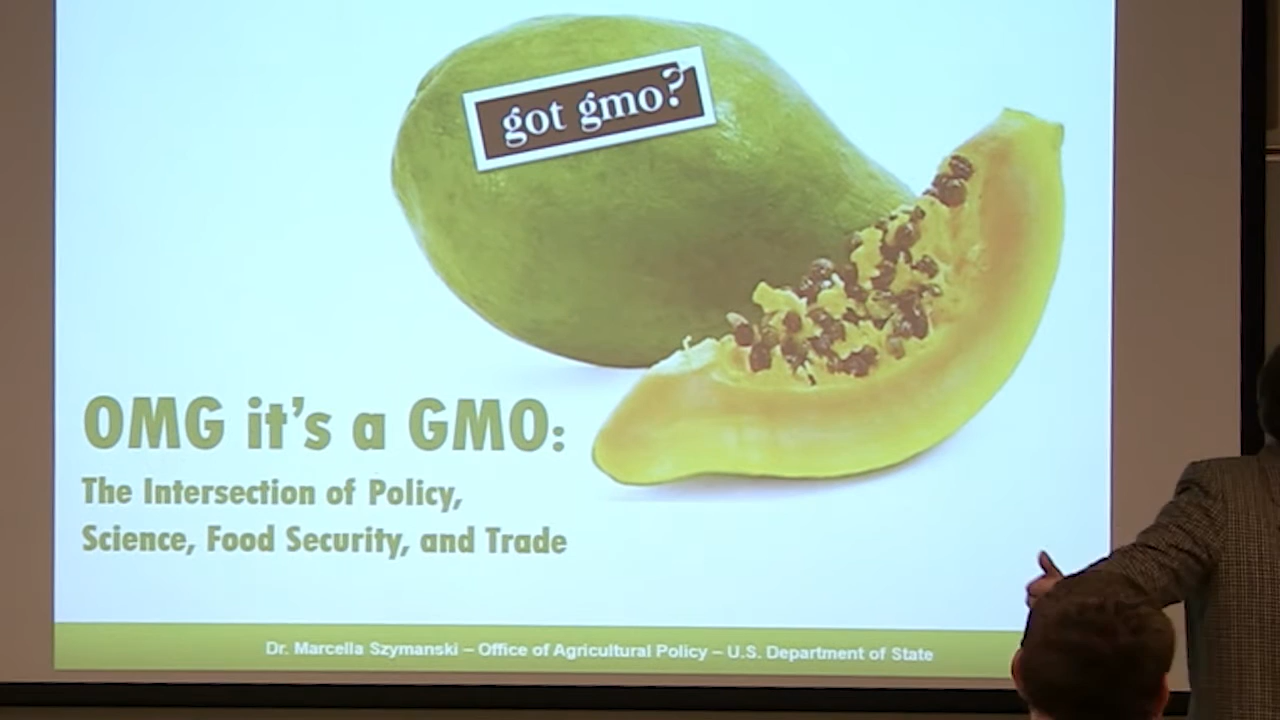 got gmo?
OMG it's a GMO:
The Intersection of Policy,
Science, Food Security, and Trade
Dr. Marcella Szymanski – Office of Agricultural Policy – U.S. Department of State